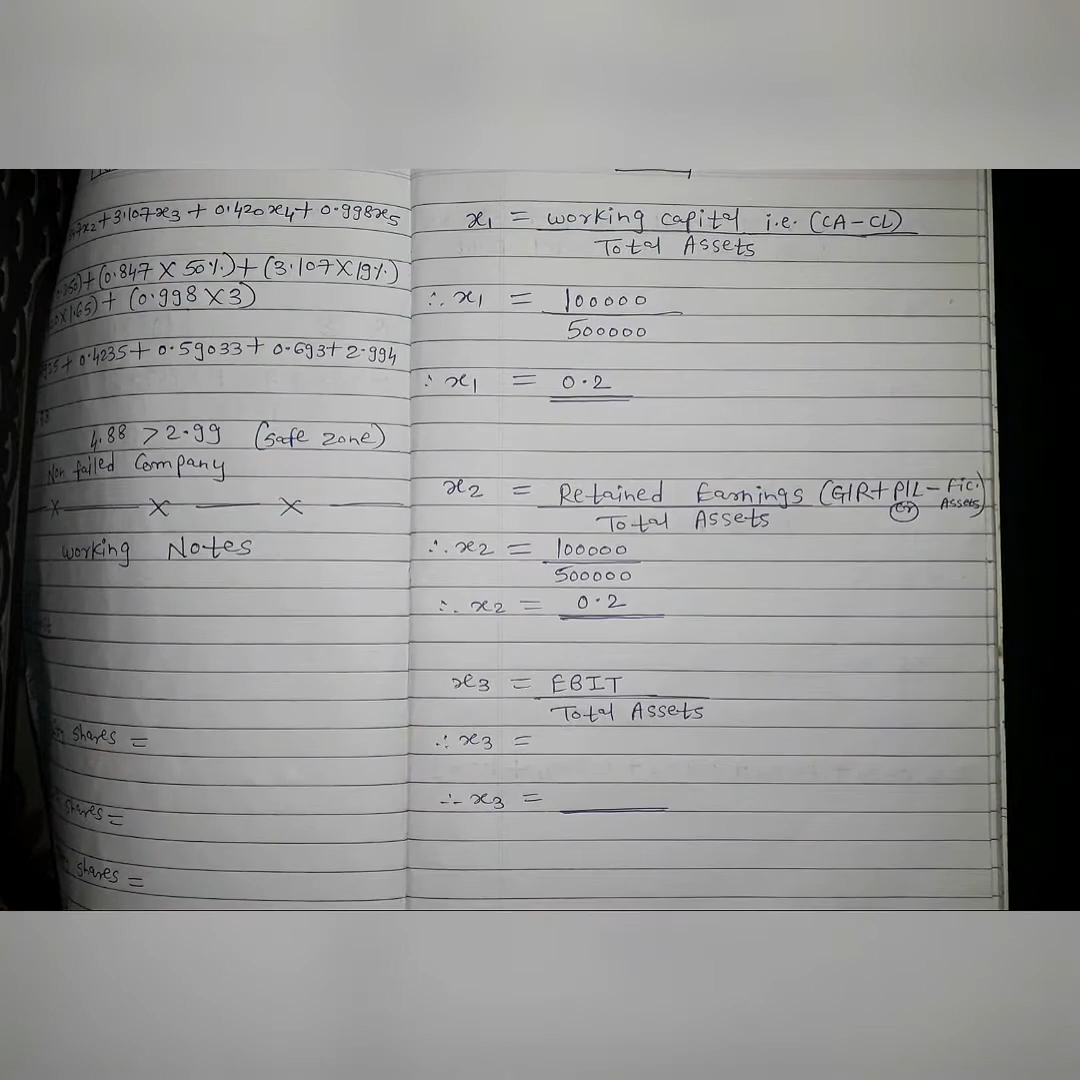 + 3.107x3 + 0.420x4 + 0.998x5
+ (0.847 × 50%) + (3.107 × 19%)
× 1.65) + (0.998 × 3)
+ 0.4235 + 0.59033 + 0.693 + 2.994
4.88 > 2.99 (Safe zone)
Non failed Company
x x x
Working Notes
shares =
shares =
shares =
x1 = Working capital i.e. (CA - CL)
Total Assets
∴ x1 = 100000
500000
∴ x1 = 0.2
x2 = Retained Earnings (G/R + P/L - Fic. Assets)
Cr
Total Assets
∴ x2 = 100000
500000
∴ x2 = 0.2
x3 = EBIT
Total Assets
∴ x3 =
∴ x3 =